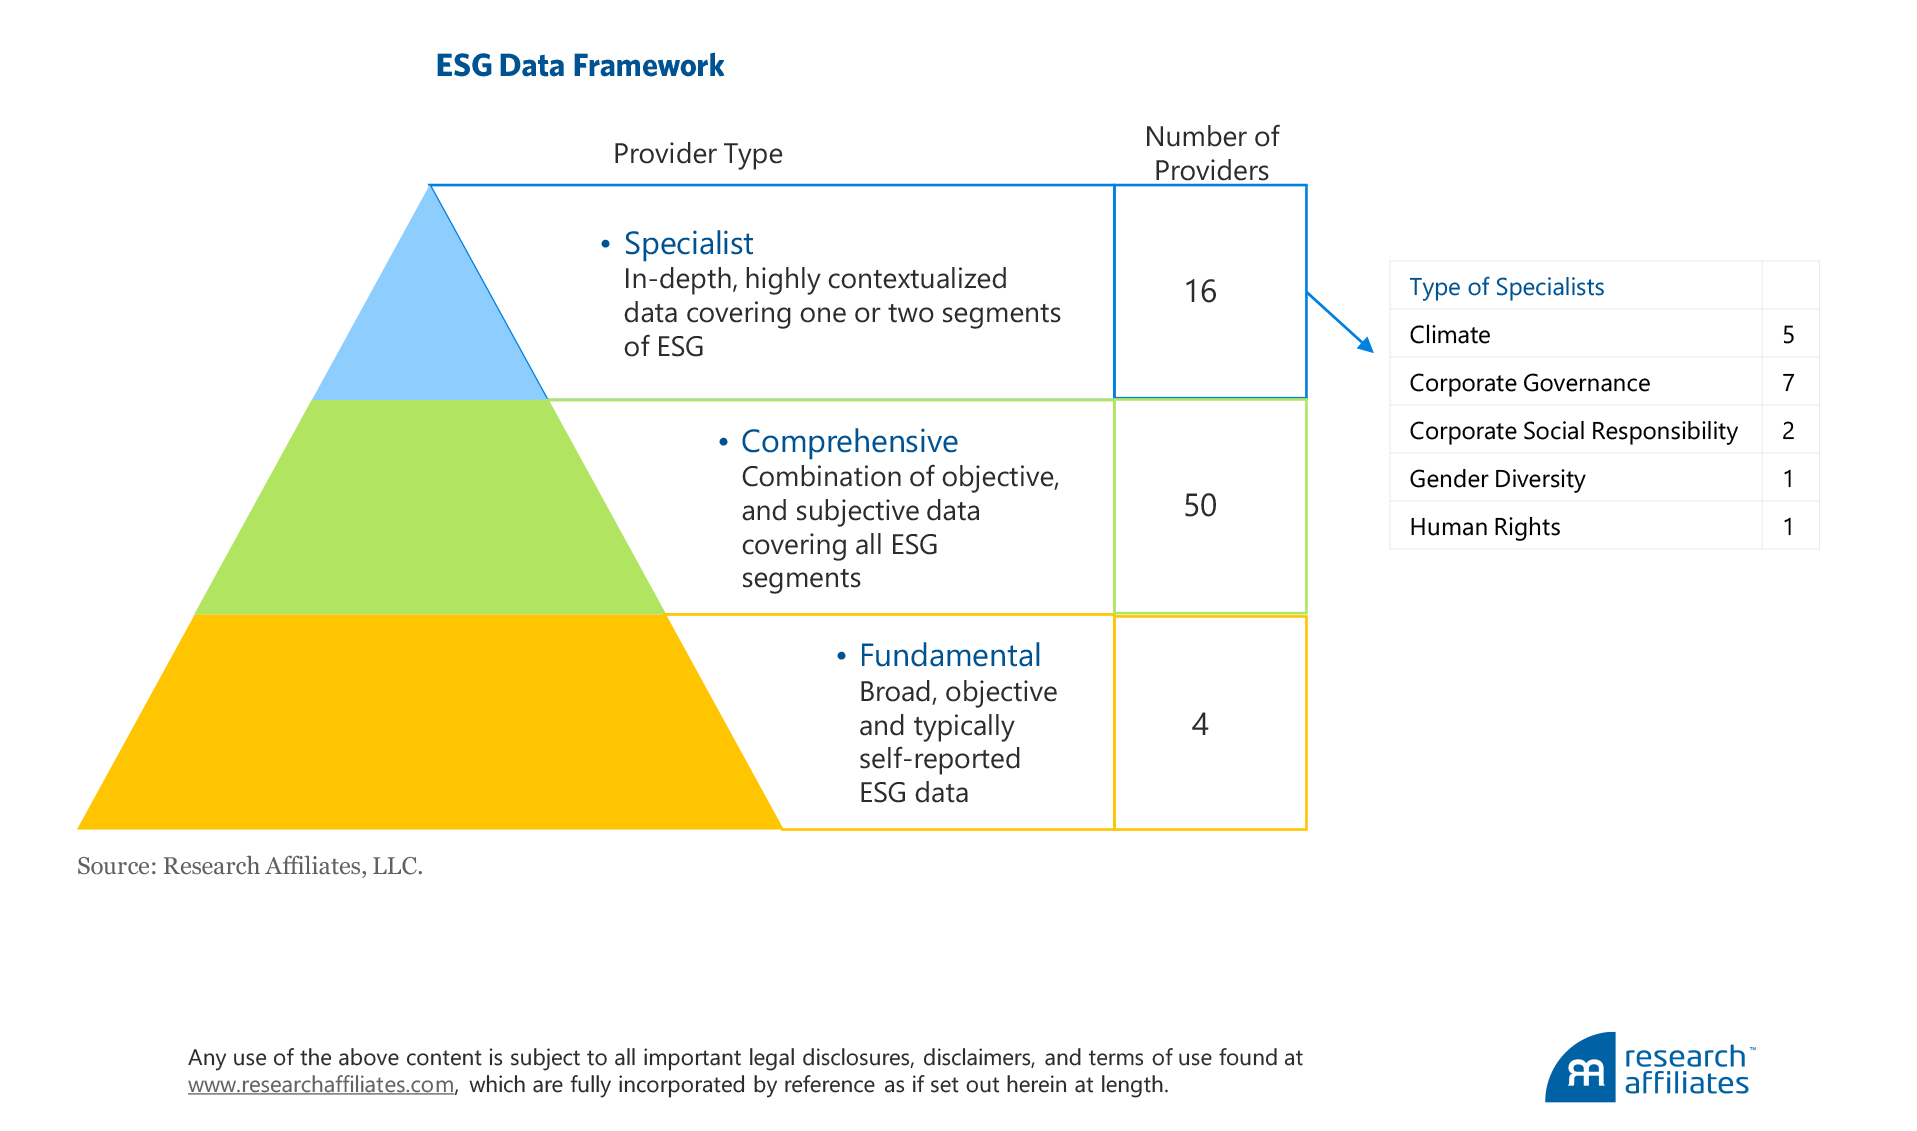 ESG Data Framework
Provider Type
Number of
Providers
• Specialist
In-depth, highly contextualized
data covering one or two segments
of ESG
16
• Comprehensive
Combination of objective,
and subjective data
covering all ESG
segments
50
• Fundamental
Broad, objective
and typically
self-reported
ESG data
4
Type of Specialists
Climate 5
Corporate Governance 7
Corporate Social Responsibility 2
Gender Diversity 1
Human Rights 1
Source: Research Affiliates, LLC.
Any use of the above content is subject to all important legal disclosures, disclaimers, and terms of use found at
www.researchaffiliates.com, which are fully incorporated by reference as if set out herein at length.
research™
affiliates